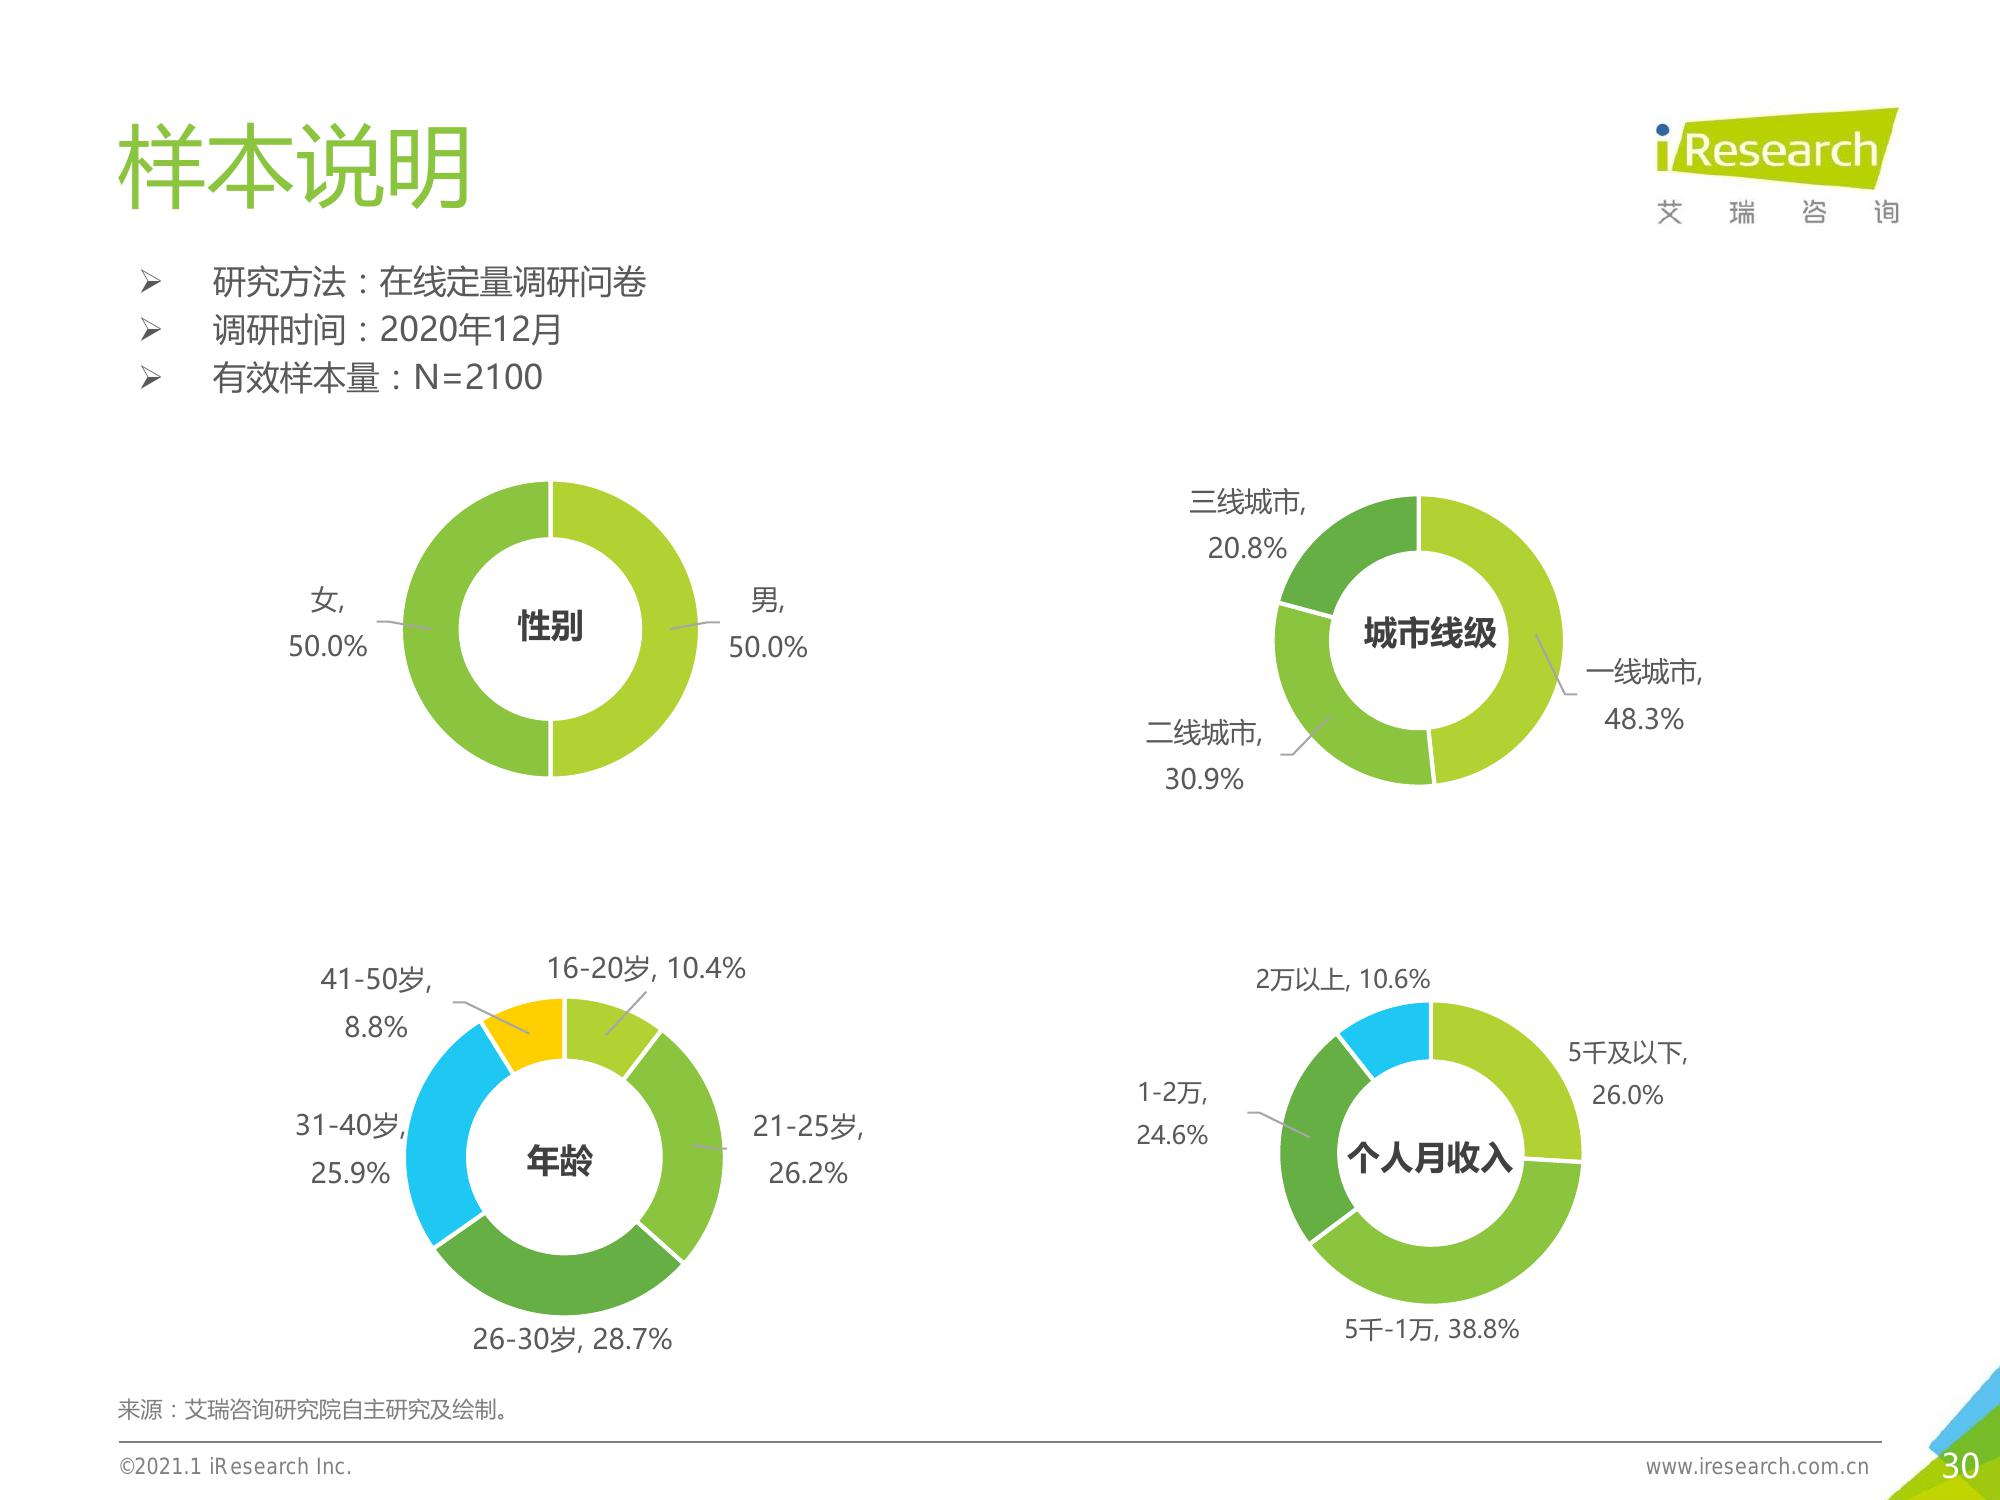 样本说明
iResearch
艾瑞咨询
➢ 研究方法：在线定量调研问卷
➢ 调研时间：2020年12月
➢ 有效样本量：N=2100
女,
50.0%
性别
男,
50.0%
三线城市,
20.8%
城市线级
一线城市,
48.3%
二线城市,
30.9%
41-50岁,
8.8%
16-20岁, 10.4%
31-40岁,
25.9%
年龄
21-25岁,
26.2%
26-30岁, 28.7%
2万以上, 10.6%
5千及以下,
26.0%
1-2万,
24.6%
个人月收入
5千-1万, 38.8%
来源：艾瑞咨询研究院自主研究及绘制。
©2021.1 iResearch Inc.
www.iresearch.com.cn
30